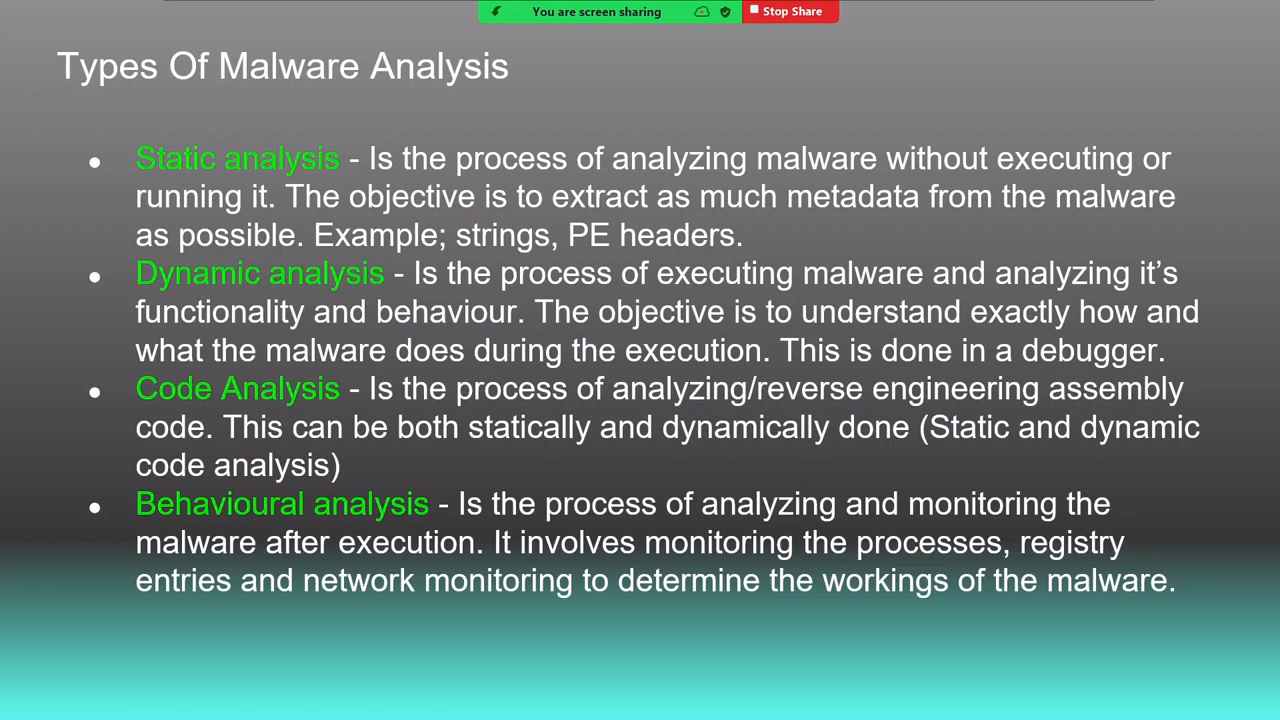 You are screen sharing
Stop Share
Types Of Malware Analysis
● Static analysis - Is the process of analyzing malware without executing or
running it. The objective is to extract as much metadata from the malware
as possible. Example; strings, PE headers.
● Dynamic analysis - Is the process of executing malware and analyzing it’s
functionality and behaviour. The objective is to understand exactly how and
what the malware does during the execution. This is done in a debugger.
● Code Analysis - Is the process of analyzing/reverse engineering assembly
code. This can be both statically and dynamically done (Static and dynamic
code analysis)
● Behavioural analysis - Is the process of analyzing and monitoring the
malware after execution. It involves monitoring the processes, registry
entries and network monitoring to determine the workings of the malware.